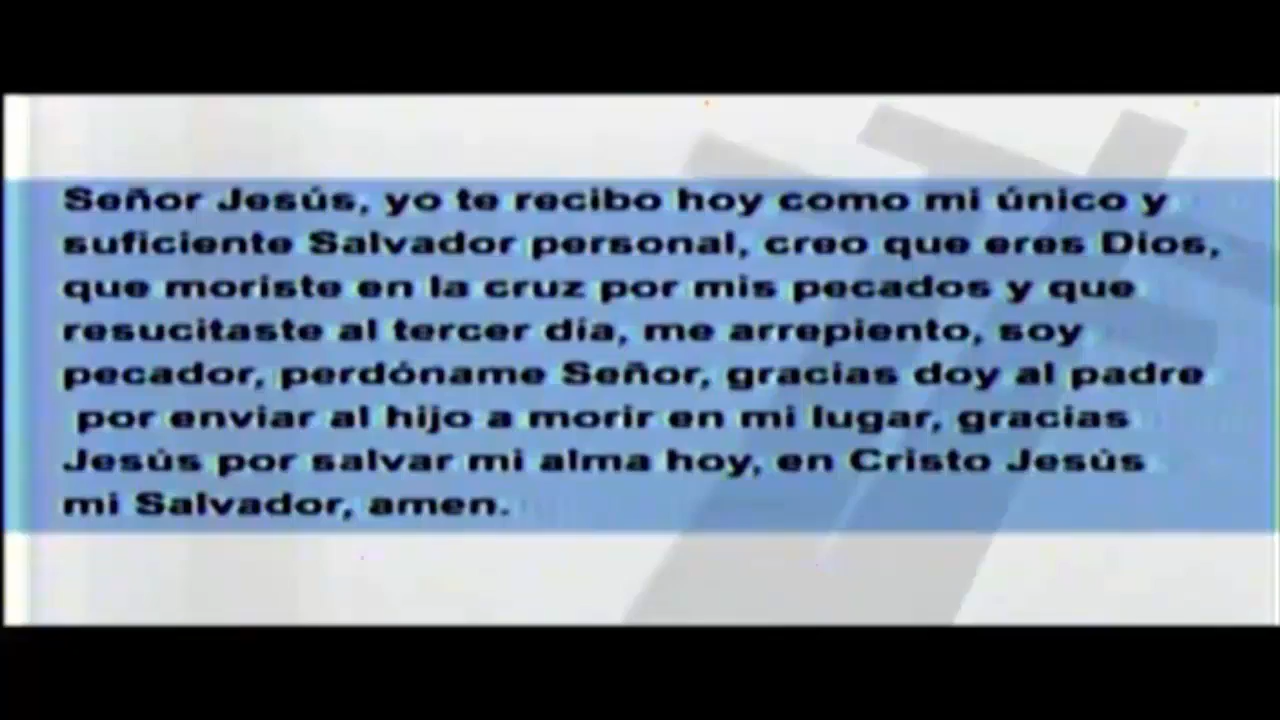 Señor Jesús, yo te recibo hoy como mi único y
suficiente Salvador personal, creo que eres Dios,
que moriste en la cruz por mis pecados y que
resucitaste al tercer día, me arrepiento, soy
pecador, perdóname Señor, gracias doy al padre
por enviar al hijo a morir en mi lugar, gracias
Jesús por salvar mi alma hoy, en Cristo Jesús
mi Salvador, amen.